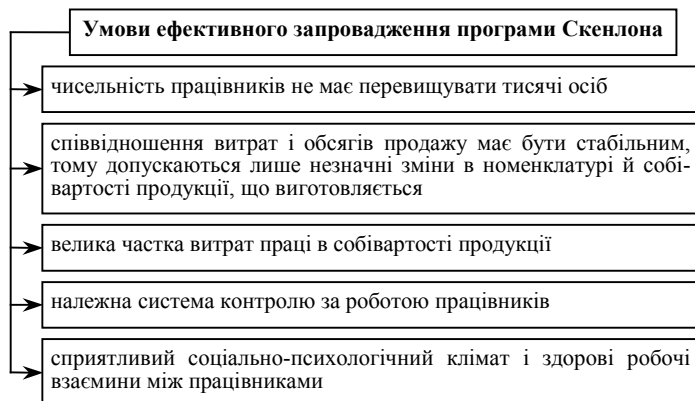 Умови ефективного запровадження програми Скенлона
чисельність працівників не має перевищувати тисячі осіб
співвідношення витрат і обсягів продажу має бути стабільним,
тому допускаються лише незначні зміни в номенклатурі й собі-
вартості продукції, що виготовляється
велика частка витрат праці в собівартості продукції
належна система контролю за роботою працівників
сприятливий соціально-психологічний клімат і здорові робочі
взаємини між працівниками